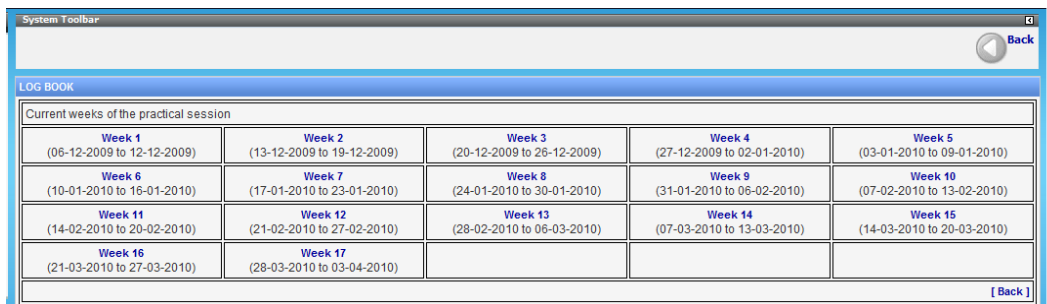 System Toolbar
Back
LOG BOOK
Current weeks of the practical session
Week 1
(06-12-2009 to 12-12-2009)
Week 2
(13-12-2009 to 19-12-2009)
Week 3
(20-12-2009 to 26-12-2009)
Week 4
(27-12-2009 to 02-01-2010)
Week 5
(03-01-2010 to 09-01-2010)
Week 6
(10-01-2010 to 16-01-2010)
Week 7
(17-01-2010 to 23-01-2010)
Week 8
(24-01-2010 to 30-01-2010)
Week 9
(31-01-2010 to 06-02-2010)
Week 10
(07-02-2010 to 13-02-2010)
Week 11
(14-02-2010 to 20-02-2010)
Week 12
(21-02-2010 to 27-02-2010)
Week 13
(28-02-2010 to 06-03-2010)
Week 14
(07-03-2010 to 13-03-2010)
Week 15
(14-03-2010 to 20-03-2010)
Week 16
(21-03-2010 to 27-03-2010)
Week 17
(28-03-2010 to 03-04-2010)
[ Back ]